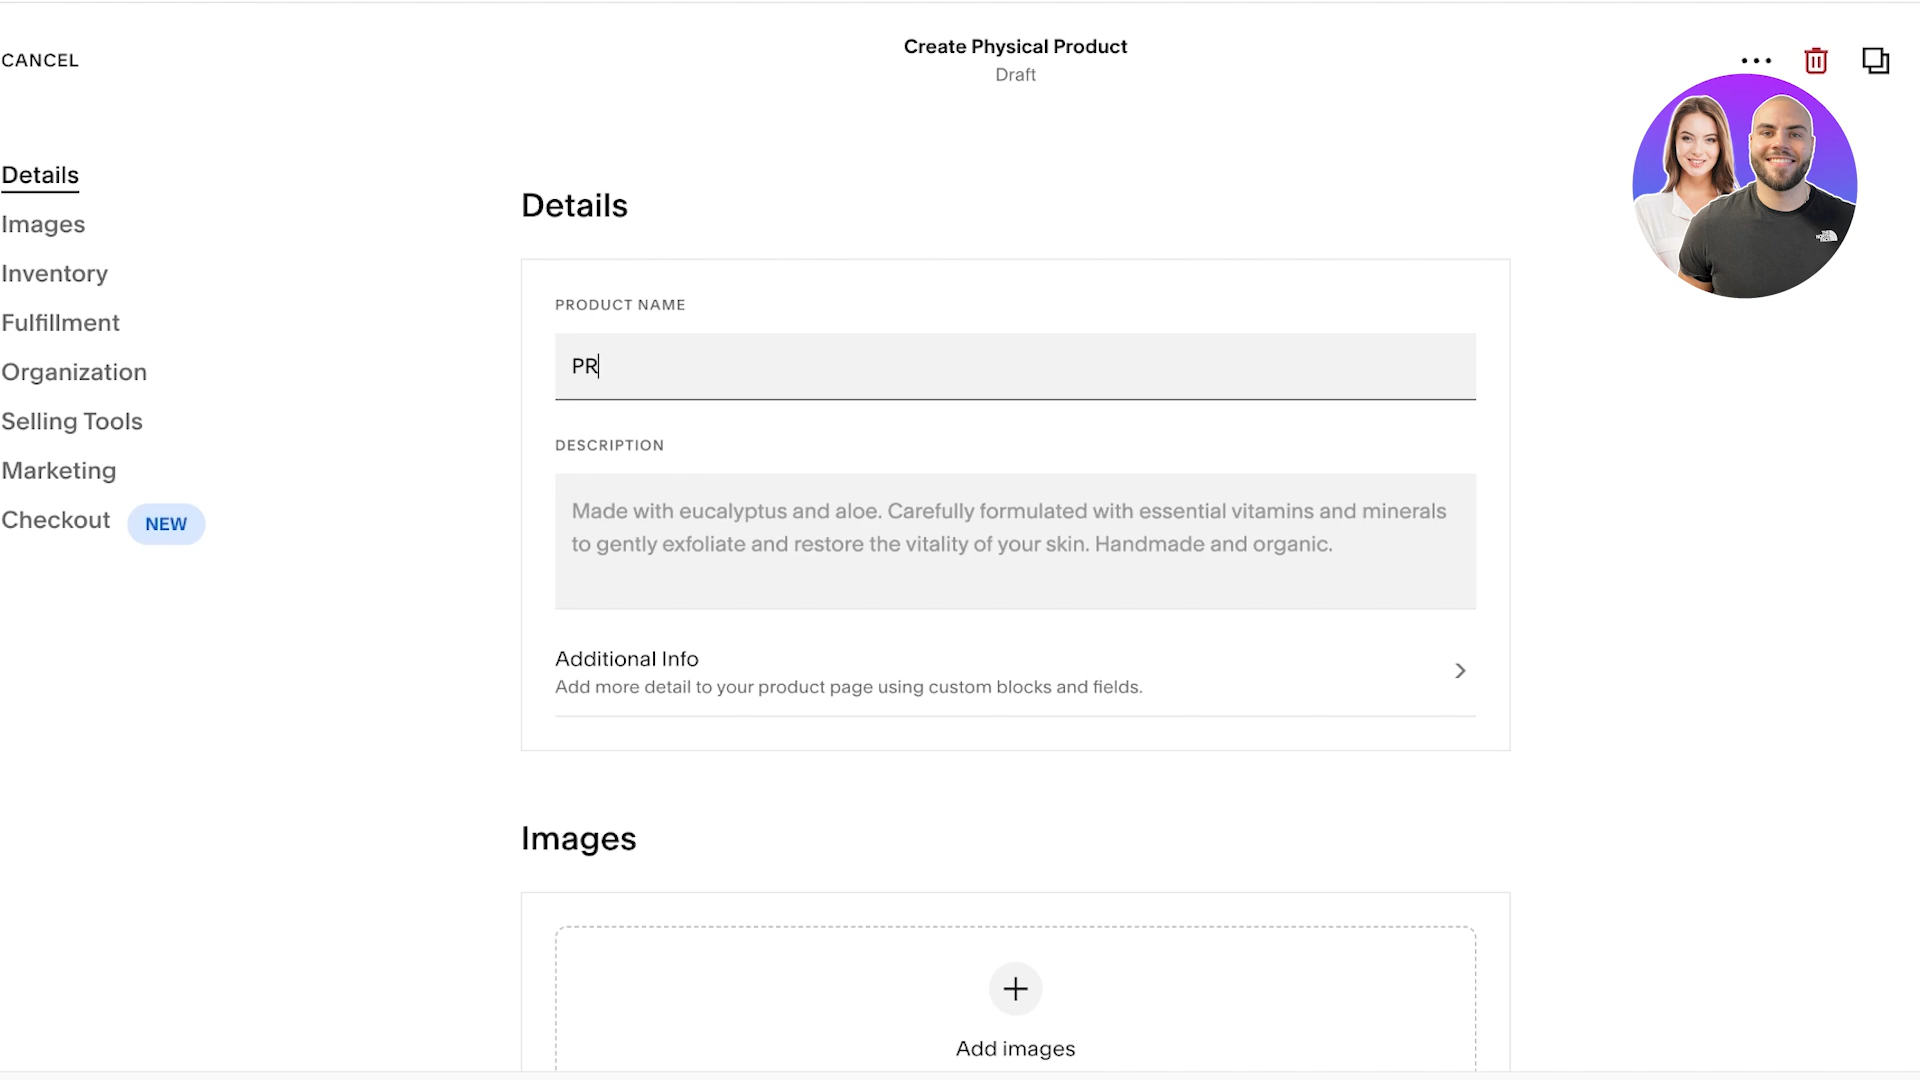 CANCEL
Create Physical Product
Draft
Details
Images
Inventory
Fulfillment
Organization
Selling Tools
Marketing
Checkout NEW
Details
PRODUCT NAME
PR
DESCRIPTION
Made with eucalyptus and aloe. Carefully formulated with essential vitamins and minerals
to gently exfoliate and restore the vitality of your skin. Handmade and organic.
Additional Info
Add more detail to your product page using custom blocks and fields.
Images
Add images
THE
NORTH
FACE